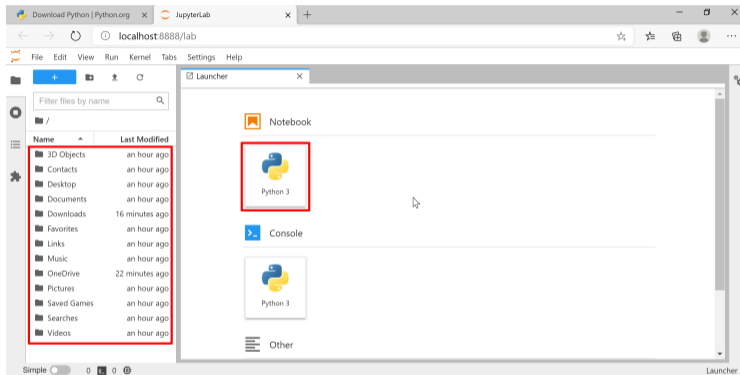 Download Python | Python.org
JupyterLab
localhost:8888/lab
File Edit View Run Kernel Tabs Settings Help
Launcher
Filter files by name
/
Name Last Modified
3D Objects an hour ago
Contacts an hour ago
Desktop an hour ago
Documents an hour ago
Downloads 16 minutes ago
Favorites an hour ago
Links an hour ago
Music an hour ago
OneDrive 22 minutes ago
Pictures an hour ago
Saved Games an hour ago
Searches an hour ago
Videos an hour ago
Notebook
Python 3
Console
Python 3
Other
Simple 0 0 Launcher